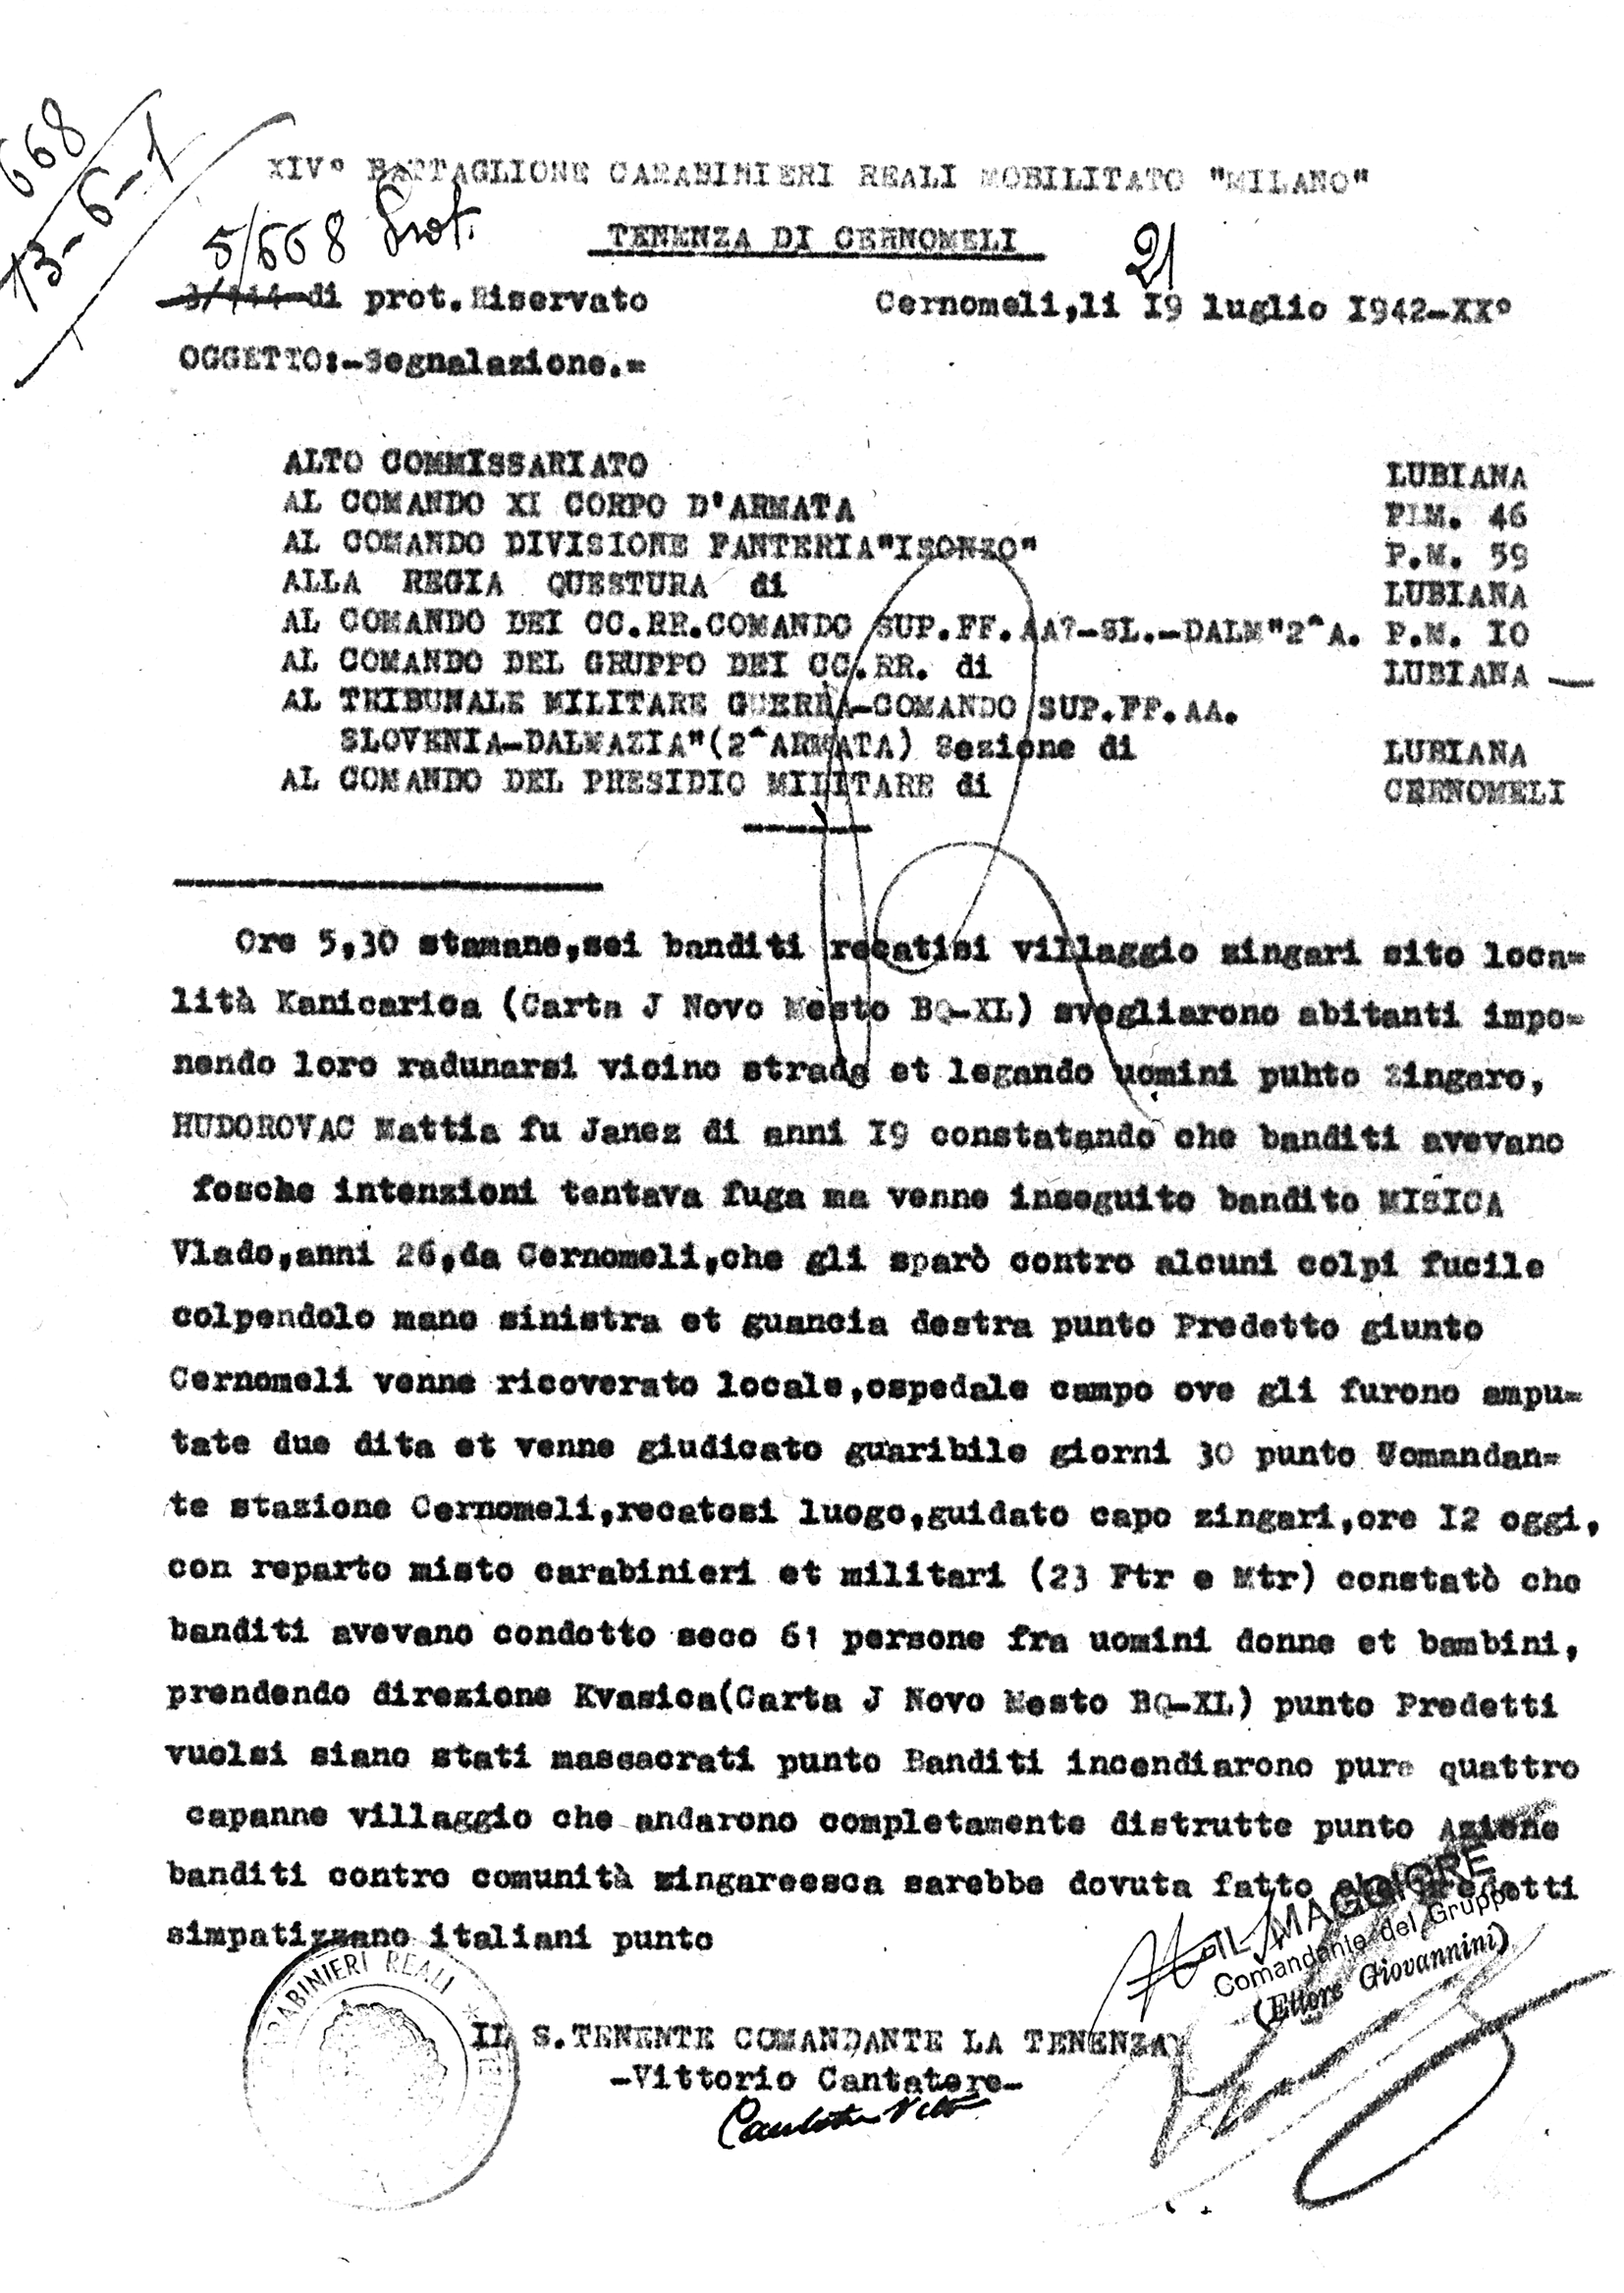 668
13-6-1
XIV° BATTAGLIONE CARABINIERI REALI MOBILITATO "MILANO"
5/668 Prot.
TENENZA DI CERNOMELI
21
di prot.Riservato Cernomeli,li I9 luglio I942-XX°
OGGETTO:-Segnalazione.=
ALTO COMMISSARIATO LUBIANA
AL COMANDO XI CORPO D'ARMATA PIM. 46
AL COMANDO DIVISIONE FANTERIA"ISONZO" P.M. 59
ALLA REGIA QUESTURA di LUBIANA
AL COMANDO DEI CC.RR.COMANDO SUP.FF.AA?-SL.-DALM"2^A. P.M. IO
AL COMANDO DEL GRUPPO DEI CC.RR. di LUBIANA
AL TRIBUNALE MILITARE GUERRA-COMANDO SUP.FF.AA.
SLOVENIA-DALMAZIA"(2^ARMATA) Sezione di LUBIANA
AL COMANDO DEL PRESIDIO MILITARE di CERNOMELI
Ore 5,30 stamane,sei banditi recatisi villaggio zingari sito loca=
lità Kanicarica (Carta J Novo Mesto BQ-XL) svegliarono abitanti impo=
nendo loro radunarsi vicino strada et legando uomini puhto Zingaro,
HUDOROVAC Mattia fu Janez di anni I9 constatando che banditi avevano
fosche intenzioni tentava fuga ma venne inseguito bandito MISICA
Vlado,anni 26,da Cernomeli,che gli sparò contro alcuni colpi fucile
colpendolo mano sinistra et guancia destra punto Predetto giunto
Cernomeli venne ricoverato locale,ospedale campo ove gli furono ampu=
tate due dita et venne giudicato guaribile giorni 30 punto Comandan=
te stazione Cernomeli,recatosi luogo,guidato capo zingari,ore I2 oggi,
con reparto misto carabinieri et militari (23 Ftr e Mtr) constatò che
banditi avevano condotto seco 61 persone fra uomini donne et bambini,
prendendo direzione Kvasica(Carta J Novo Mesto BQ-XL) punto Predetti
vuolsi siano stati massacrati punto Banditi incendiarono pure quattro
capanne villaggio che andarono completamente distrutte punto Azione
banditi contro comunità zingareesca sarebbe dovuta fatto che predetti
simpatizzano italiani punto
IL MAGGIORE
Comandante del Gruppo
(Ettore Giovannini)
CARABINIERI REALI
IL S.TENENTE COMANDANTE LA TENENZA
-Vittorio Cantatore-